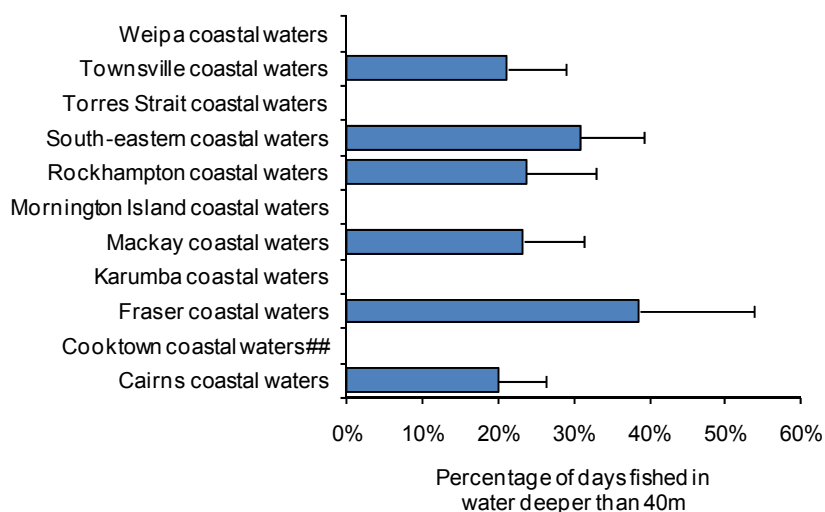 Weipa coastal waters
Townsville coastal waters
Torres Strait coastal waters
South-eastern coastal waters
Rockhampton coastal waters
Mornington Island coastal waters
Mackay coastal waters
Karumba coastal waters
Fraser coastal waters
Cooktown coastal waters##
Cairns coastal waters
0% 10% 20% 30% 40% 50% 60%
Percentage of days fished in
water deeper than 40m